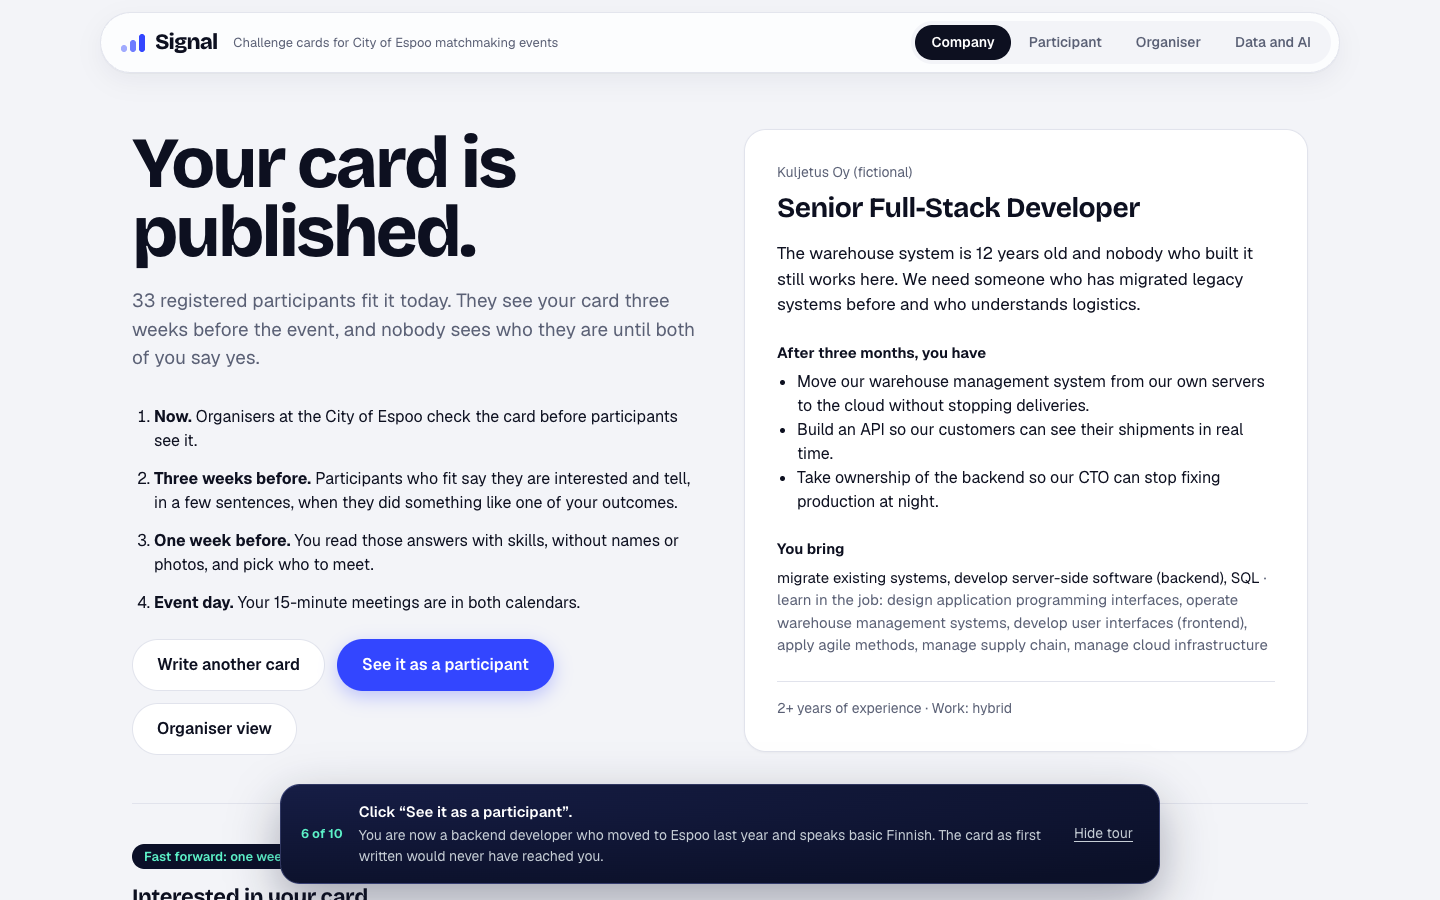 Signal
Challenge cards for City of Espoo matchmaking events
Company
Participant
Organiser
Data and AI
Your card is
published.
33 registered participants fit it today. They see your card three
weeks before the event, and nobody sees who they are until both
of you say yes.
1. Now. Organisers at the City of Espoo check the card before participants
see it.
2. Three weeks before. Participants who fit say they are interested and tell,
in a few sentences, when they did something like one of your outcomes.
3. One week before. You read those answers with skills, without names or
photos, and pick who to meet.
4. Event day. Your 15-minute meetings are in both calendars.
Write another card
See it as a participant
Organiser view
Kuljetus Oy (fictional)
Senior Full-Stack Developer
The warehouse system is 12 years old and nobody who built it
still works here. We need someone who has migrated legacy
systems before and who understands logistics.
After three months, you have
• Move our warehouse management system from our own servers
to the cloud without stopping deliveries.
• Build an API so our customers can see their shipments in real
time.
• Take ownership of the backend so our CTO can stop fixing
production at night.
You bring
migrate existing systems, develop server-side software (backend), SQL ·
learn in the job: design application programming interfaces, operate
warehouse management systems, develop user interfaces (frontend),
apply agile methods, manage supply chain, manage cloud infrastructure
2+ years of experience · Work: hybrid
6 of 10
Click “See it as a participant”.
You are now a backend developer who moved to Espoo last year and speaks basic Finnish. The card as first
written would never have reached you.
Hide tour
Fast forward: one wee
Interested in your card